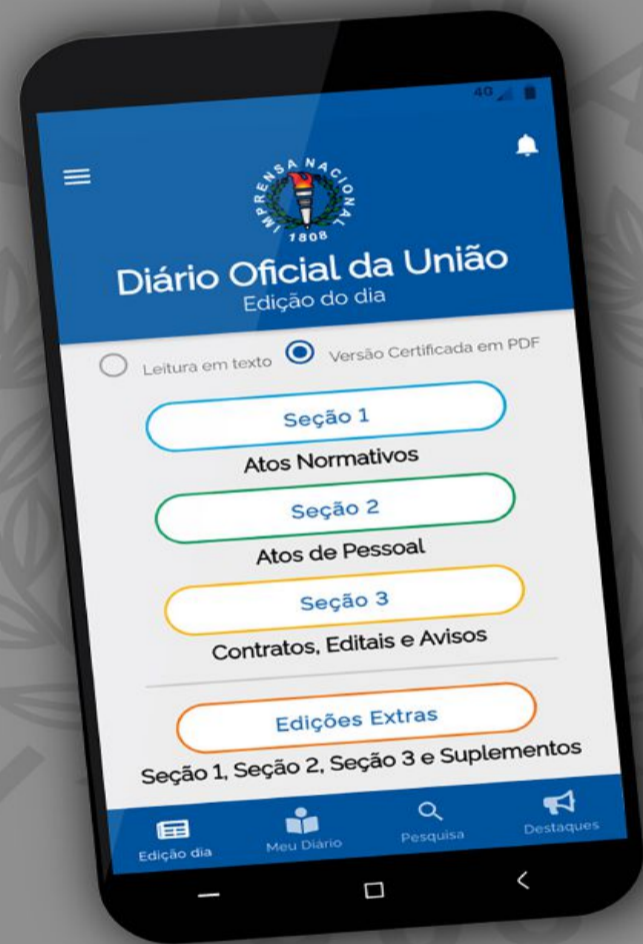 4G
IMPRENSA NACIONAL
1808
Diário Oficial da União
Edição do dia
Leitura em texto Versão Certificada em PDF
Seção 1
Atos Normativos
Seção 2
Atos de Pessoal
Seção 3
Contratos, Editais e Avisos
Edições Extras
Seção 1, Seção 2, Seção 3 e Suplementos
Edição dia Meu Diário Pesquisa Destaques